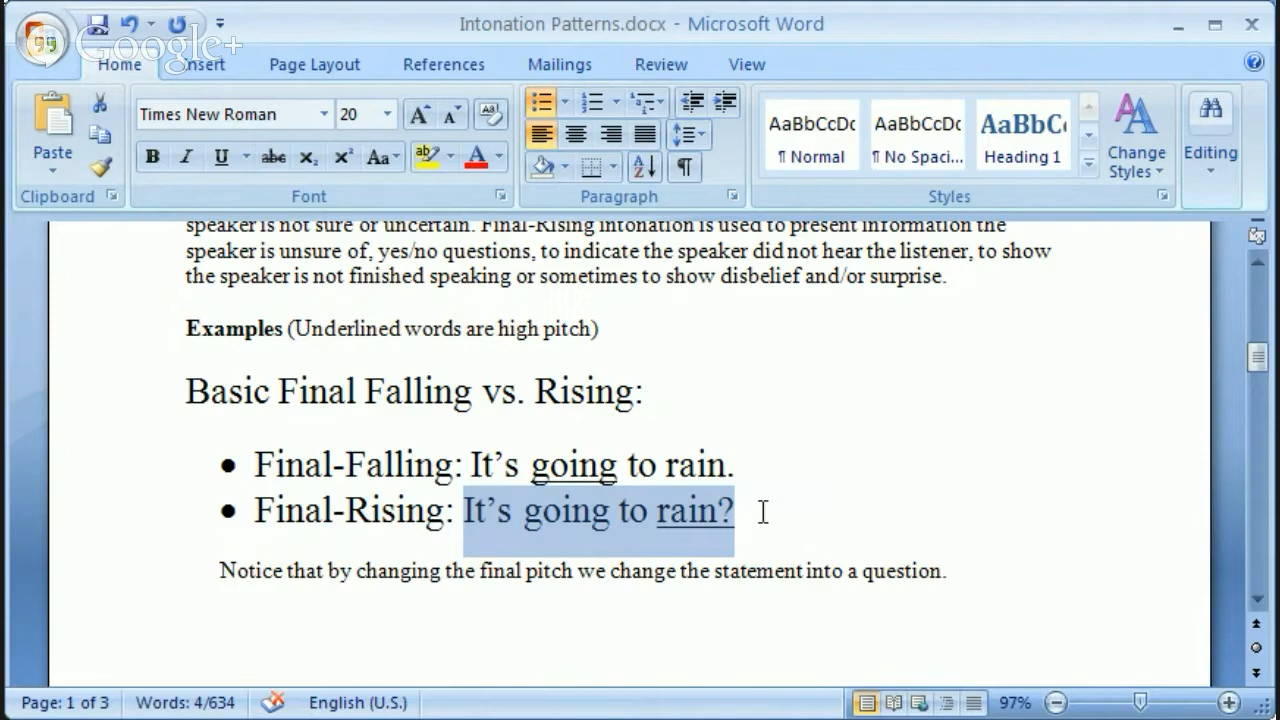 Intonation Patterns.docx - Microsoft Word
Google+
Home Insert Page Layout References Mailings Review View
Times New Roman 20
AaBbCcDc AaBbCcDc AaBbC
Paste
B I U abe X₂ X² Aa ab A
¶ Normal ¶ No Spaci... Heading 1
Change Styles
Editing
Clipboard Font Paragraph Styles
speaker is not sure or uncertain. Final-Rising intonation is used to present information the
speaker is unsure of, yes/no questions, to indicate the speaker did not hear the listener, to show
the speaker is not finished speaking or sometimes to show disbelief and/or surprise.
Examples (Underlined words are high pitch)
Basic Final Falling vs. Rising:
• Final-Falling: It’s going to rain.
• Final-Rising: It’s going to rain?
Notice that by changing the final pitch we change the statement into a question.
Page: 1 of 3 Words: 4/634 English (U.S.) 97%